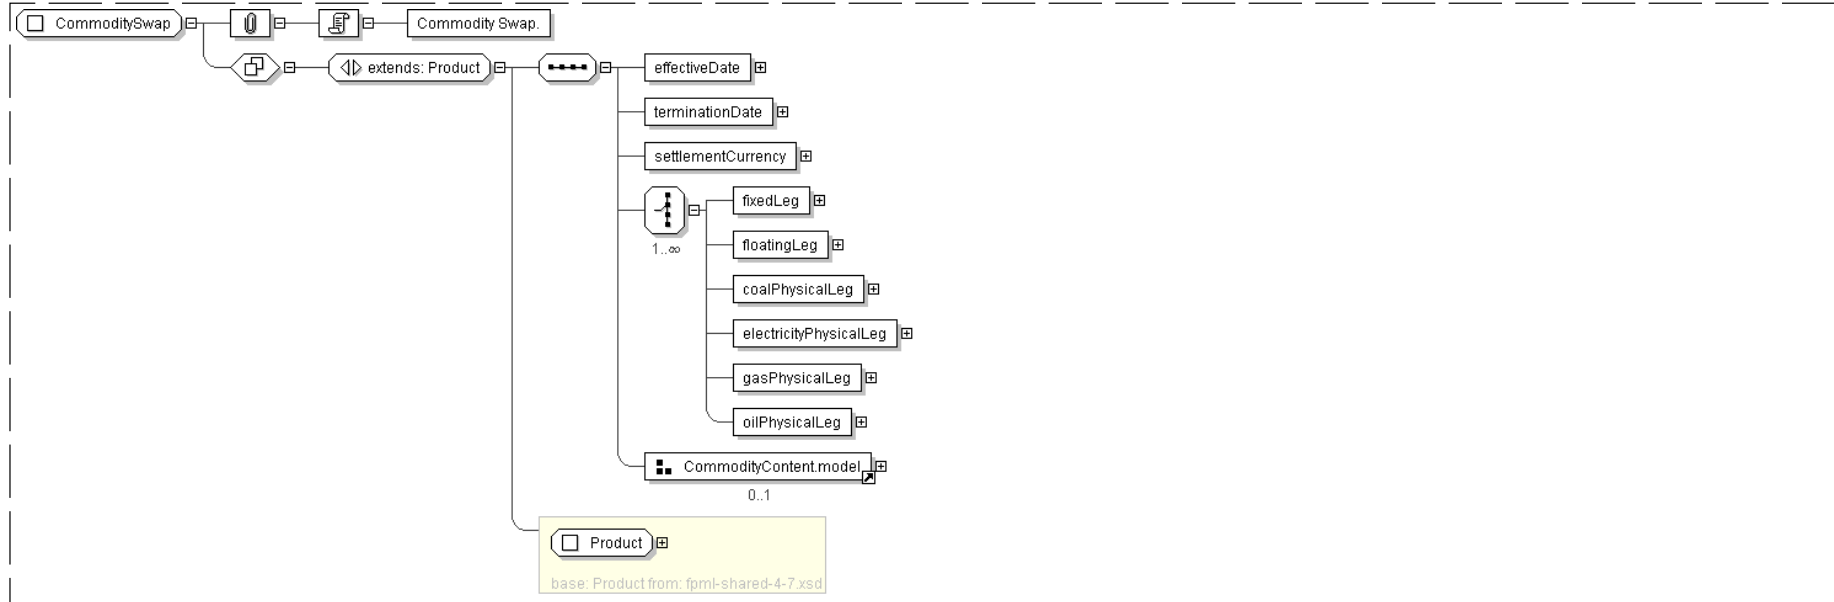 CommoditySwap
Commodity Swap.
extends: Product
effectiveDate
terminationDate
settlementCurrency
fixedLeg
1..∞
floatingLeg
coalPhysicalLeg
electricityPhysicalLeg
gasPhysicalLeg
oilPhysicalLeg
CommodityContent.model
0..1
Product
base: Product from: fpml-shared-4-7.xsd